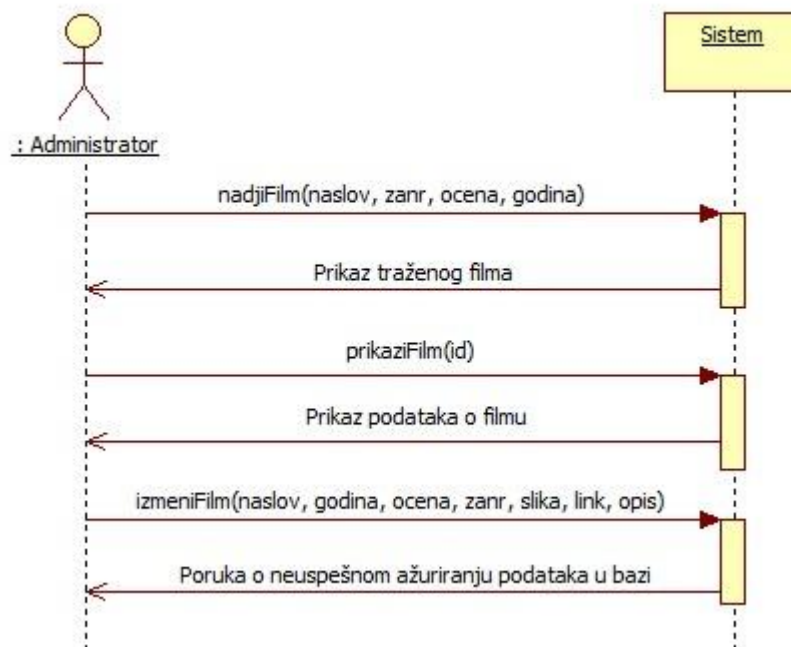 Sistem
: Administrator
nadjiFilm(naslov, zanr, ocena, godina)
Prikaz traženog filma
prikaziFilm(id)
Prikaz podataka o filmu
izmeniFilm(naslov, godina, ocena, zanr, slika, link, opis)
Poruka o neuspešnom ažuriranju podataka u bazi